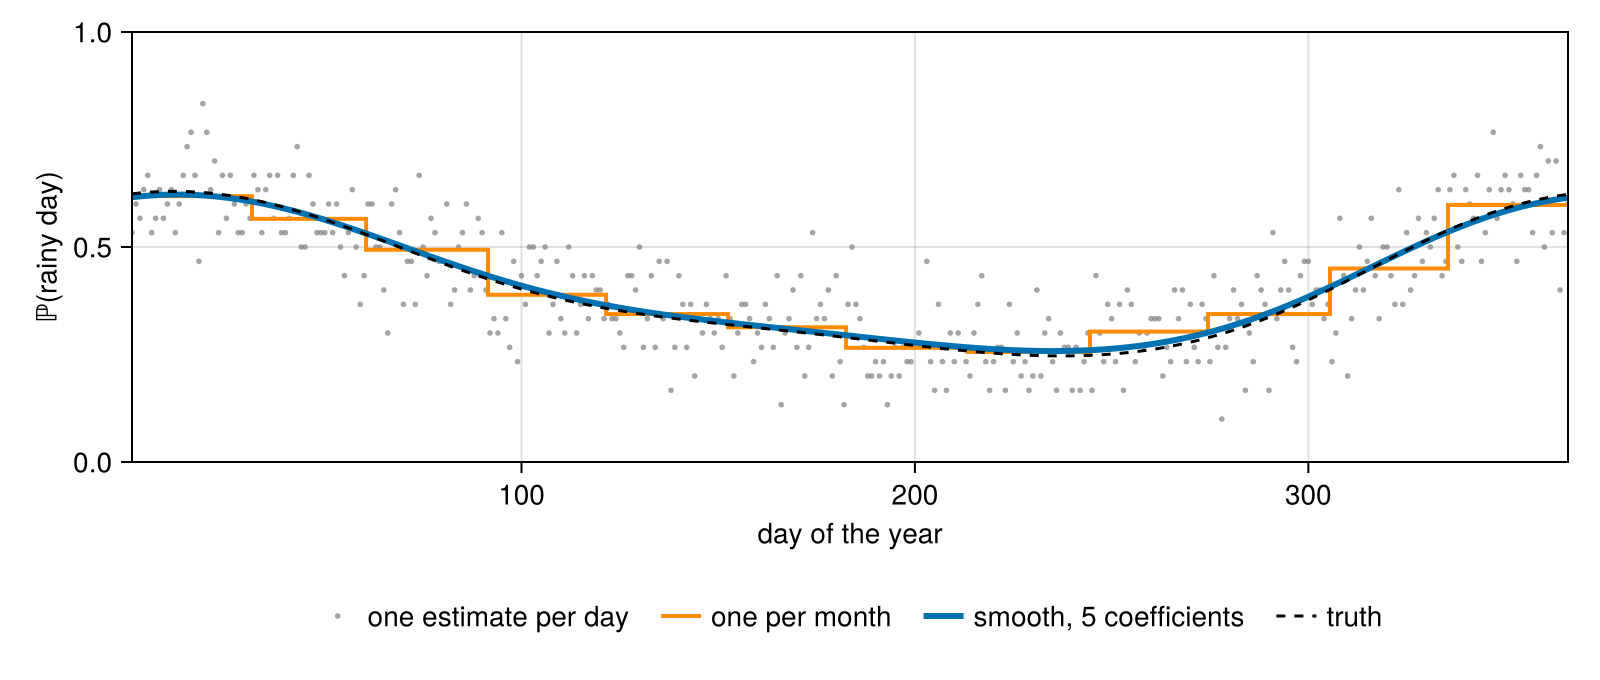 1.0
0.5
0.0
ℙ(rainy day)
100 200 300
day of the year
one estimate per day one per month smooth, 5 coefficients truth